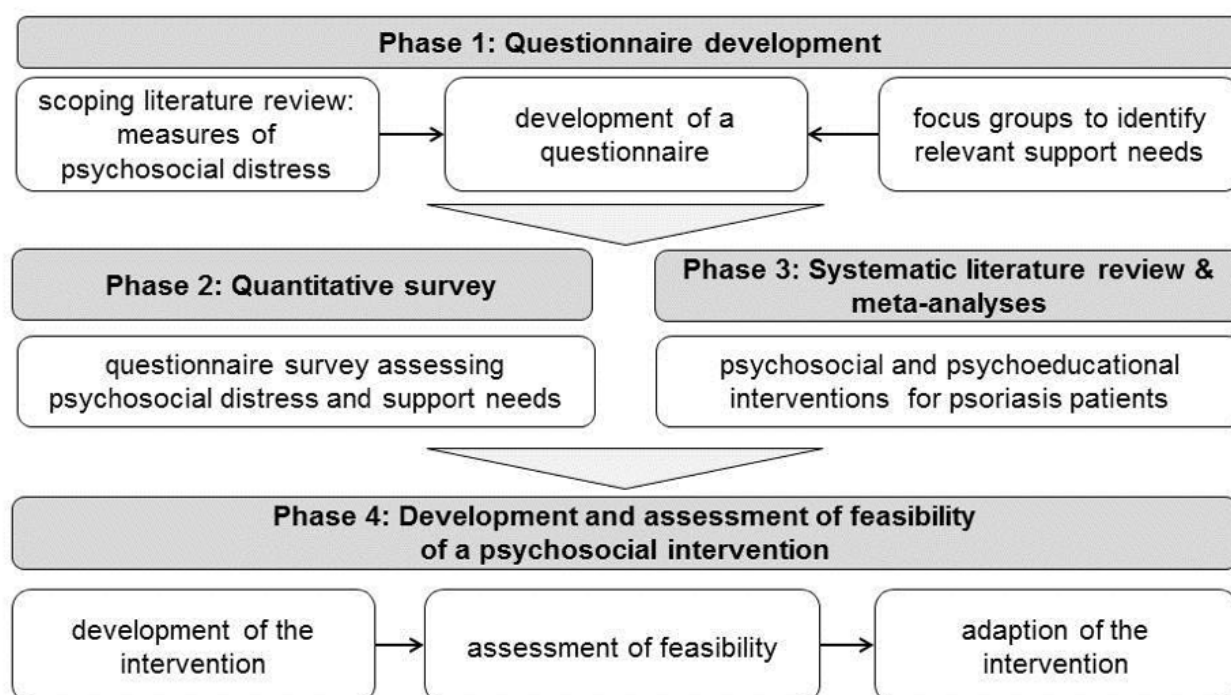 Phase 1: Questionnaire development
scoping literature review:
measures of
psychosocial distress
development of a
questionnaire
focus groups to identify
relevant support needs
Phase 2: Quantitative survey
questionnaire survey assessing
psychosocial distress and support needs
Phase 3: Systematic literature review &
meta-analyses
psychosocial and psychoeducational
interventions for psoriasis patients
Phase 4: Development and assessment of feasibility
of a psychosocial intervention
development of the
intervention
assessment of feasibility
adaption of the
intervention